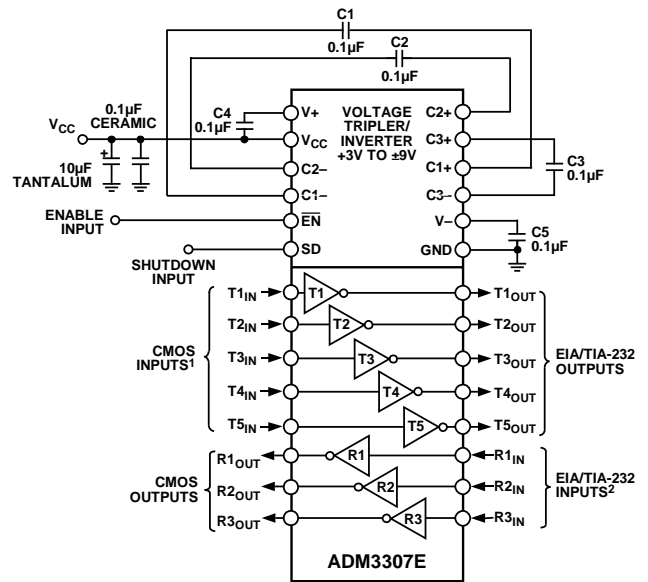 C1
0.1µF
C2
0.1µF
0.1µF
CERAMIC
VCC
+
10µF
TANTALUM
C4
0.1µF
V+
VCC
C2–
C1–
EN
SD
VOLTAGE
TRIPLER/
INVERTER
+3V TO ±9V
C2+
C3+
C1+
C3–
V–
GND
C3
0.1µF
C5
0.1µF
ENABLE
INPUT
SHUTDOWN
INPUT
CMOS
INPUTS1
T1IN
T1
T1OUT
T2IN
T2
T2OUT
T3IN
T3
T3OUT
T4IN
T4
T4OUT
T5IN
T5
T5OUT
EIA/TIA-232
OUTPUTS
CMOS
OUTPUTS
R1OUT
R1
R1IN
R2OUT
R2
R2IN
R3OUT
R3
R3IN
EIA/TIA-232
INPUTS2
ADM3307E